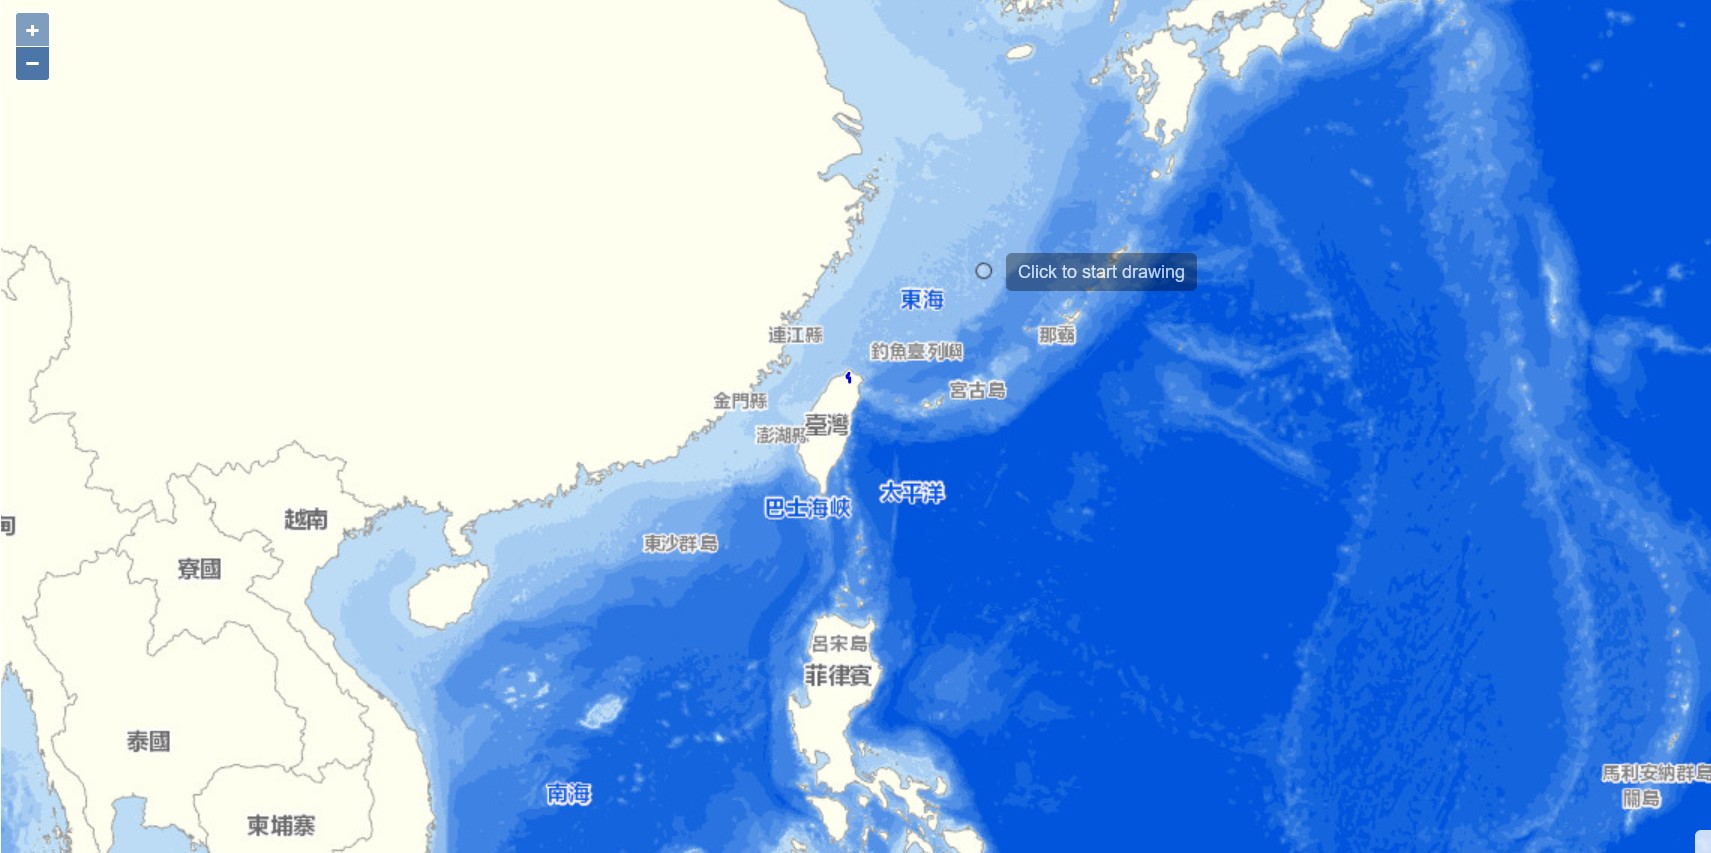 +
−
Click to start drawing
東海
連江縣
那霸
釣魚臺列嶼
宮古島
金門縣
臺灣
澎湖縣
太平洋
巴士海峽
越南
甸
東沙群島
寮國
呂宋島
菲律賓
泰國
馬利安納群島
南海
關島
柬埔寨